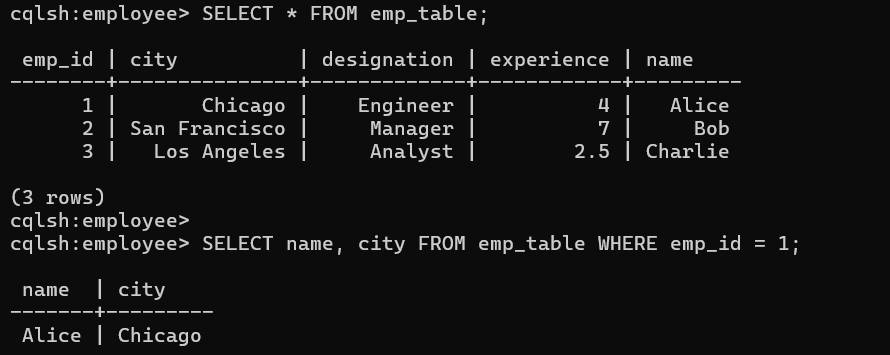 cqlsh:employee> SELECT * FROM emp_table;
emp_id | city | designation | experience | name
--------+---------------+-------------+------------+---------
1 | Chicago | Engineer | 4 | Alice
2 | San Francisco | Manager | 7 | Bob
3 | Los Angeles | Analyst | 2.5 | Charlie
(3 rows)
cqlsh:employee>
cqlsh:employee> SELECT name, city FROM emp_table WHERE emp_id = 1;
name | city
-------+---------
Alice | Chicago